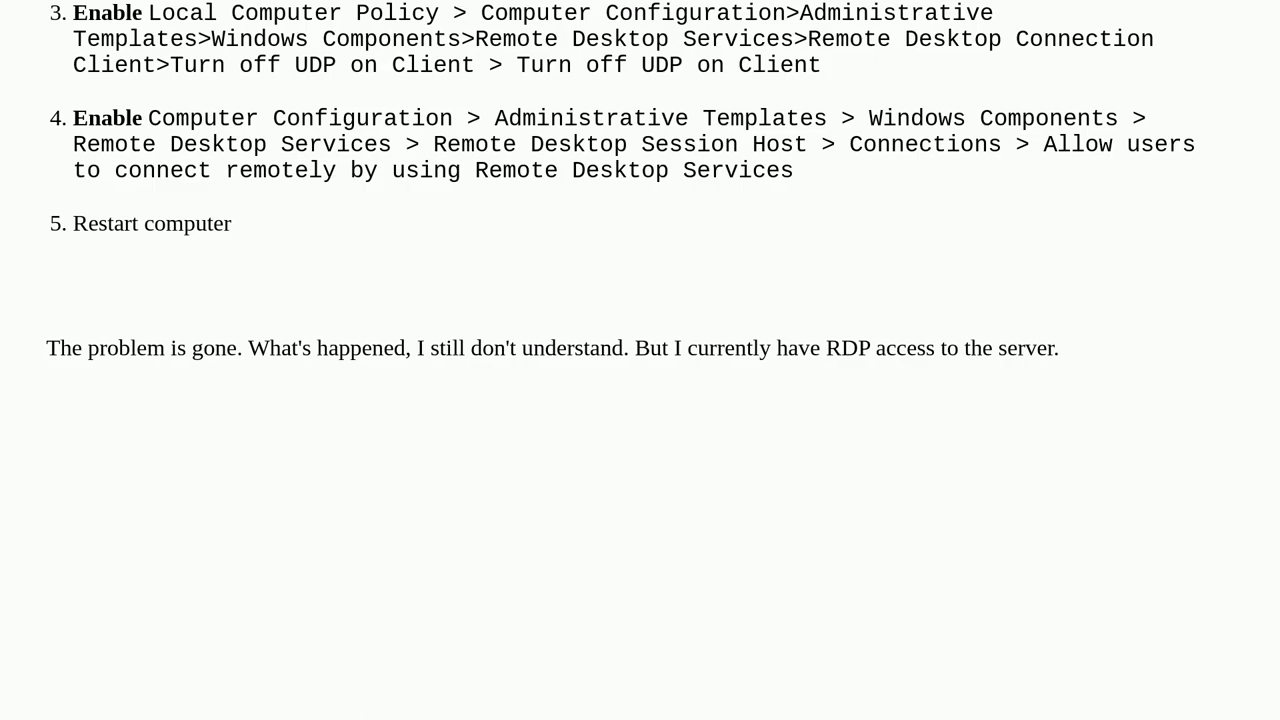 3. Enable Local Computer Policy > Computer Configuration>Administrative
Templates>Windows Components>Remote Desktop Services>Remote Desktop Connection
Client>Turn off UDP on Client > Turn off UDP on Client
4. Enable Computer Configuration > Administrative Templates > Windows Components >
Remote Desktop Services > Remote Desktop Session Host > Connections > Allow users
to connect remotely by using Remote Desktop Services
5. Restart computer
The problem is gone. What's happened, I still don't understand. But I currently have RDP access to the server.